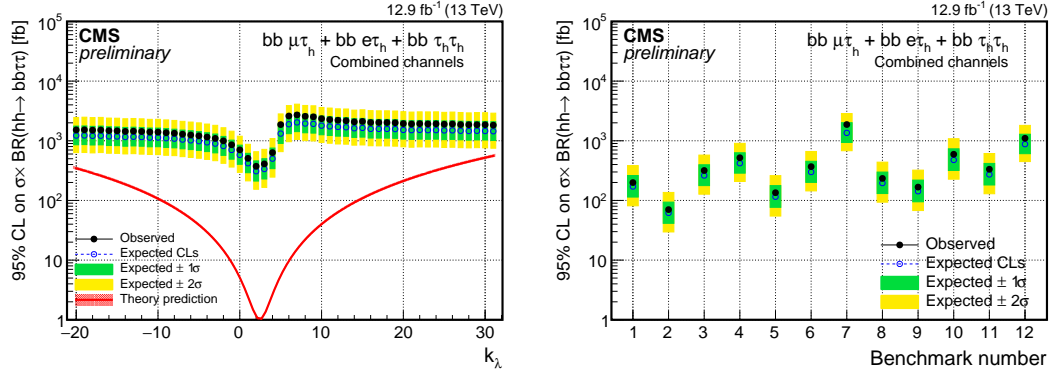 12.9 fb⁻¹ (13 TeV)
CMS
preliminary
bb μτₕ + bb eτₕ + bb τₕτₕ
Combined channels
95% CL on σ× BR(hh→ bbττ) [fb]
10⁵
10⁴
10³
10²
10
1
Observed
Expected CLs
Expected ± 1σ
Expected ± 2σ
Theory prediction
−20 −10 0 10 20 30
k_λ
12.9 fb⁻¹ (13 TeV)
CMS
preliminary
bb μτₕ + bb eτₕ + bb τₕτₕ
Combined channels
95% CL on σ× BR(hh→ bbττ) [fb]
10⁵
10⁴
10³
10²
10
1
Observed
Expected CLs
Expected ± 1σ
Expected ± 2σ
1 2 3 4 5 6 7 8 9 10 11 12
Benchmark number